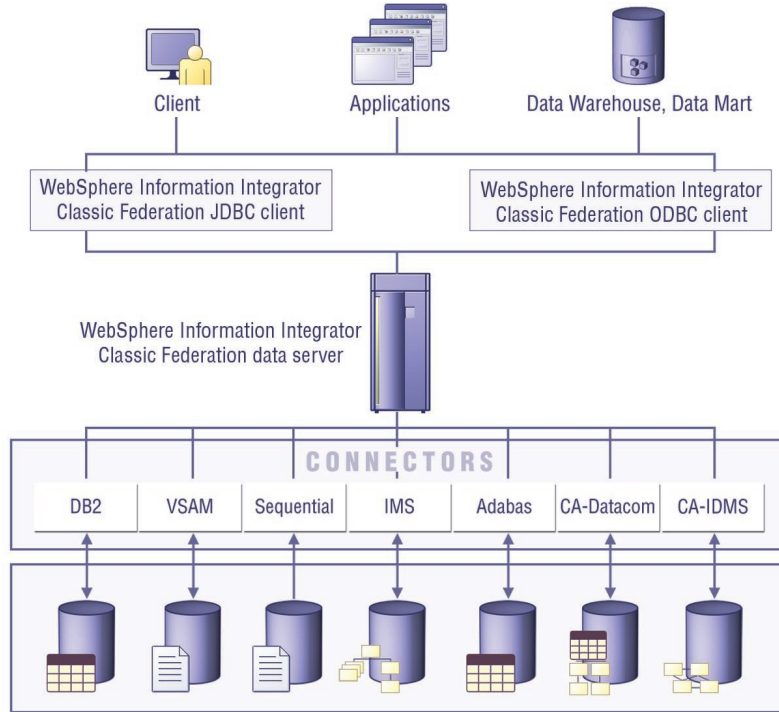 Client
Applications
Data Warehouse, Data Mart
WebSphere Information Integrator
Classic Federation JDBC client
WebSphere Information Integrator
Classic Federation ODBC client
WebSphere Information Integrator
Classic Federation data server
CONNECTORS
DB2
VSAM
Sequential
IMS
Adabas
CA-Datacom
CA-IDMS